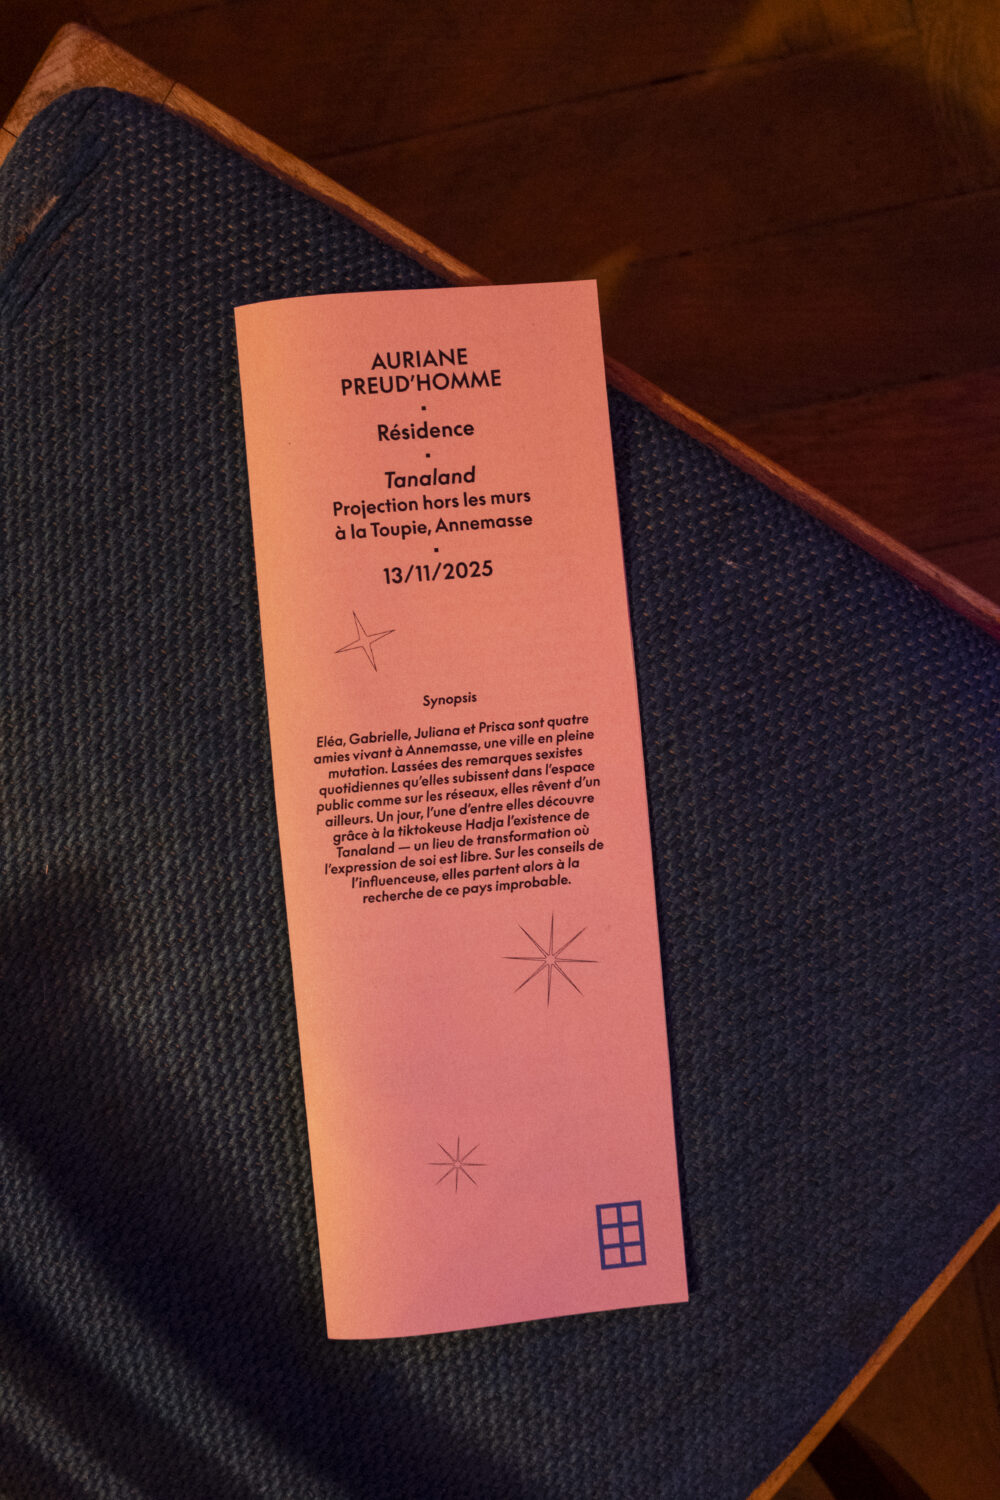 AURIANE
PREUD'HOMME
▪
Résidence
▪
Tanaland
Projection hors les murs
à la Toupie, Annemasse
▪
13/11/2025
Synopsis
Eléa, Gabrielle, Juliana et Prisca sont quatre
amies vivant à Annemasse, une ville en pleine
mutation. Lassées des remarques sexistes
quotidiennes qu'elles subissent dans l'espace
public comme sur les réseaux, elles rêvent d'un
ailleurs. Un jour, l'une d'entre elles découvre
grâce à la tiktokeuse Hadja l'existence de
Tanaland — un lieu de transformation où
l'expression de soi est libre. Sur les conseils de
l'influenceuse, elles partent alors à la
recherche de ce pays improbable.